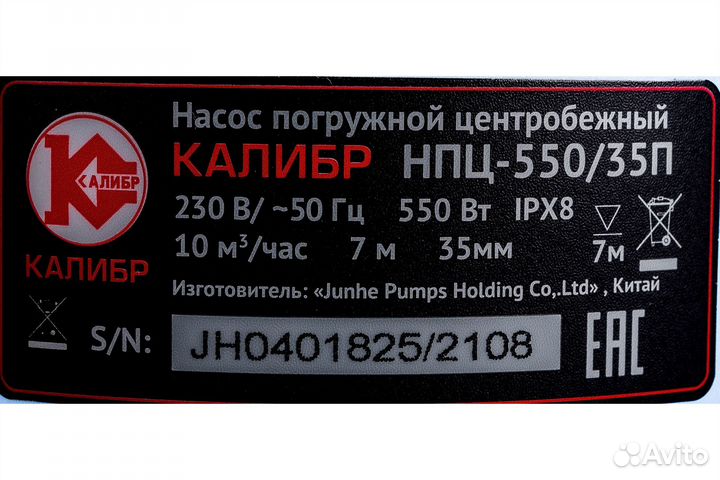 Насос погружной центробежный
КАЛИБР НПЦ-550/35П
230 В/ ~50 Гц 550 Вт IPX8
10 м³/час 7 м 35мм 7м
КАЛИБР
КАЛИБР
Изготовитель: «Junhe Pumps Holding Co,.Ltd» , Китай
S/N: JH0401825/2108
EAC
Avito